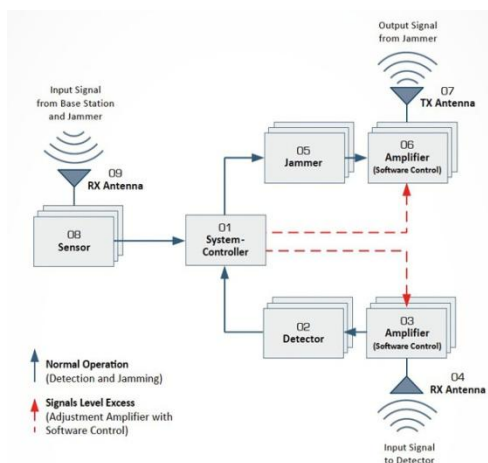 Output Signal
from Jammer
07
TX Antenna
Input Signal
from Base Station
and Jammer
09
RX Antenna
05
Jammer
06
Amplifier
(Software Control)
08
Sensor
01
System-
Controller
02
Detector
03
Amplifier
(Software Control)
04
RX Antenna
Input Signal
to Detector
Normal Operation
(Detection and Jamming)
Signals Level Excess
(Adjustment Amplifier with
Software Control)